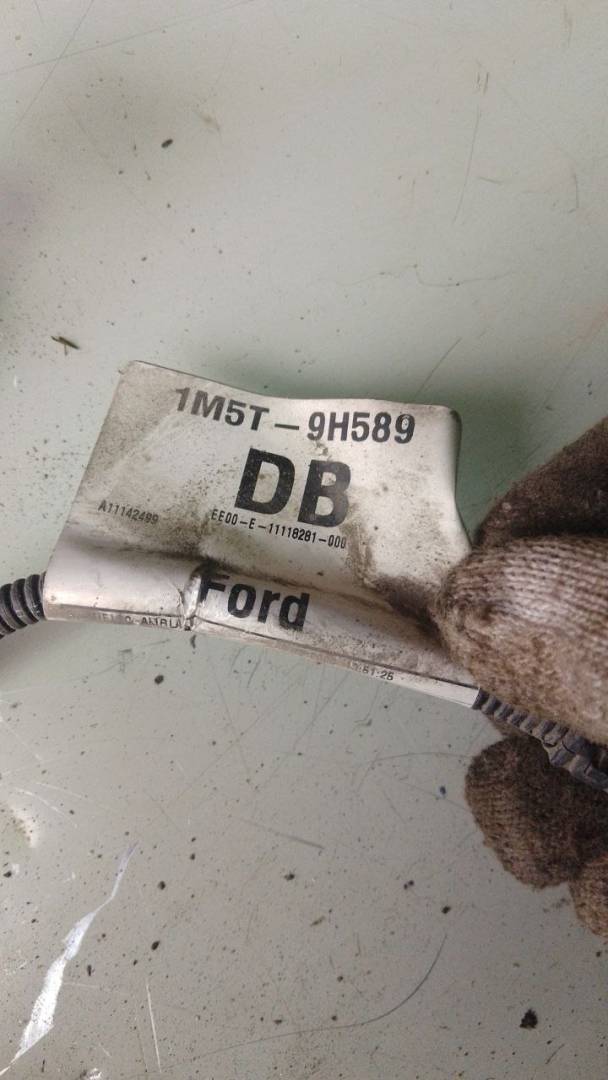 1M5T-9H589
DB
A11142499
EE00-E-11118281-000
Ford